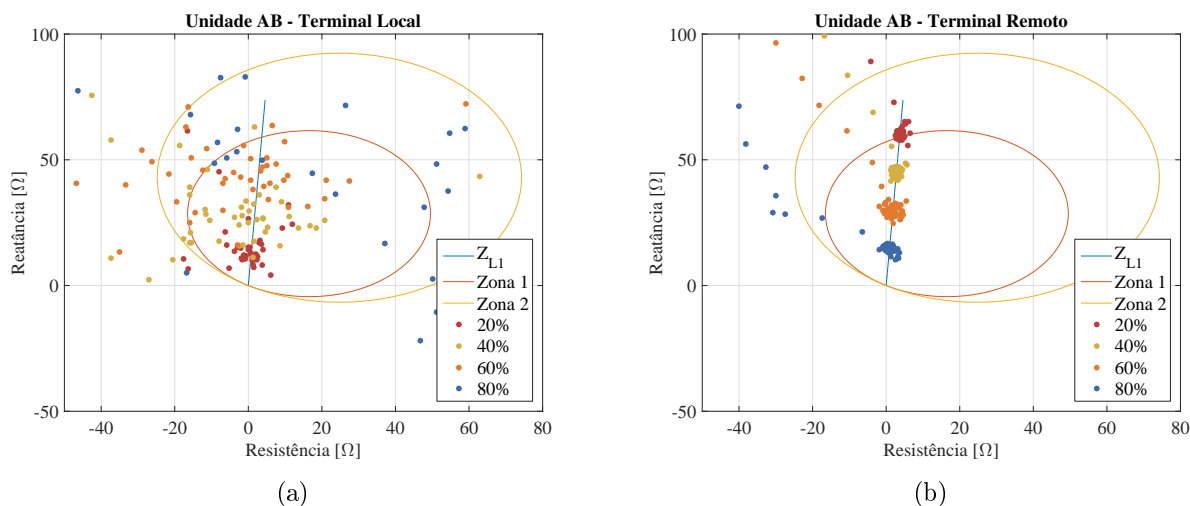 Unidade AB - Terminal Local
100
50
0
-50
-40
-20
0
20
40
60
80
Reatância [Ω]
Resistência [Ω]
Z_L1
Zona 1
Zona 2
20%
40%
60%
80%
(a)
Unidade AB - Terminal Remoto
100
50
0
-50
-40
-20
0
20
40
60
80
Reatância [Ω]
Resistência [Ω]
Z_L1
Zona 1
Zona 2
20%
40%
60%
80%
(b)